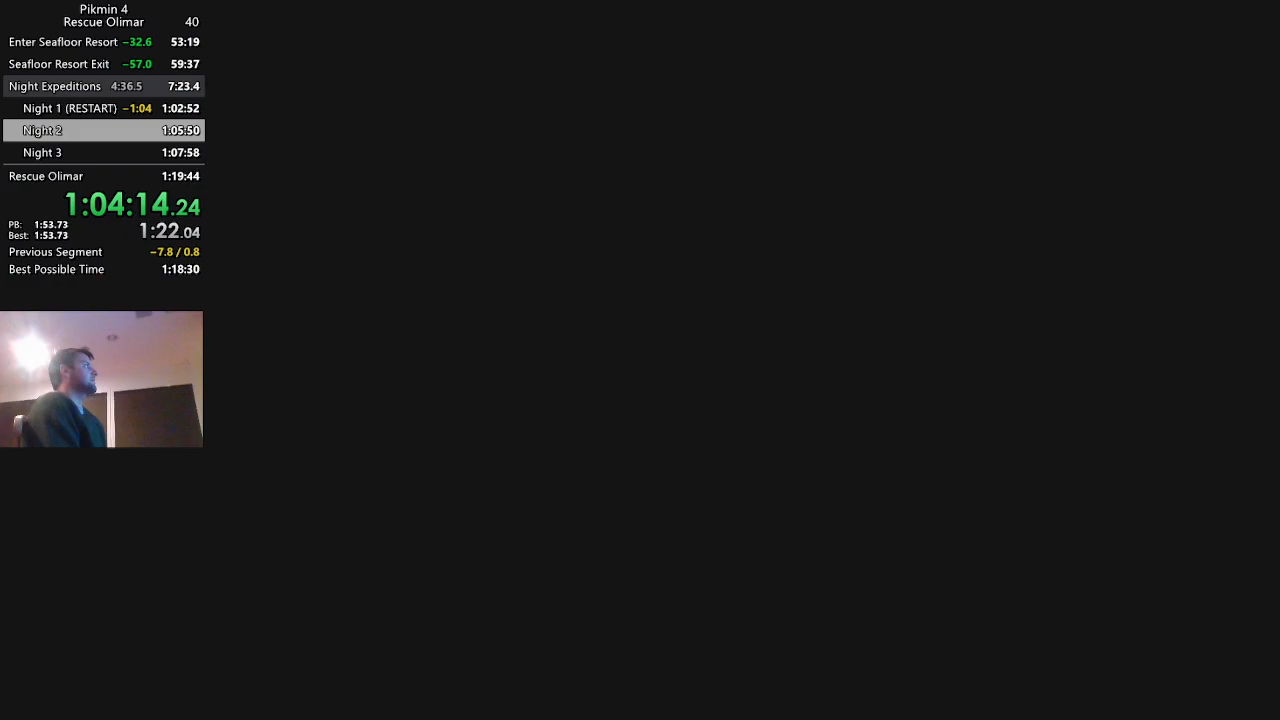 Pikmin 4
Rescue Olimar 40
Enter Seafloor Resort −32.6 53:19
Seafloor Resort Exit −57.0 59:37
Night Expeditions 4:36.5 7:23.4
Night 1 (RESTART) −1:04 1:02:52
Night 2 1:05:50
Night 3 1:07:58
Rescue Olimar 1:19:44
1:04:14.24
PB: 1:53.73
Best: 1:53.73
1:22.04
Previous Segment −7.8 / 0.8
Best Possible Time 1:18:30